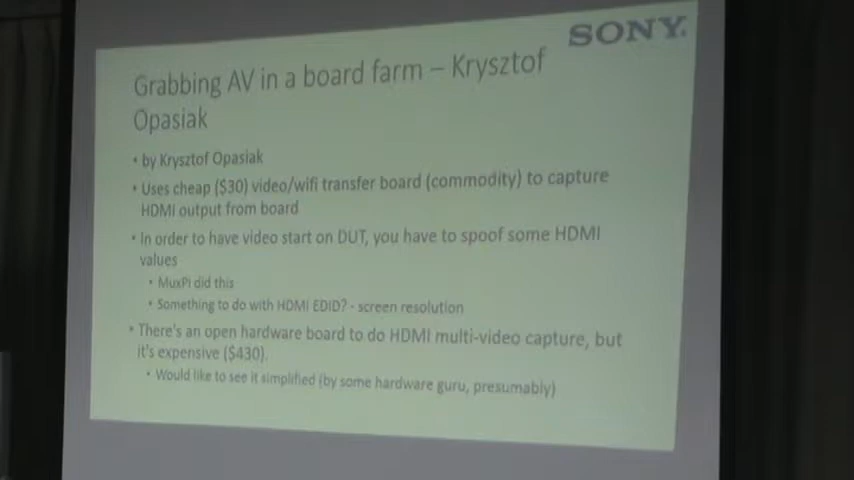 SONY
Grabbing AV in a board farm – Krysztof
Opasiak
• by Krysztof Opasiak
• Uses cheap ($30) video/wifi transfer board (commodity) to capture
HDMI output from board
• In order to have video start on DUT, you have to spoof some HDMI
values
• MuxPi did this
• Something to do with HDMI EDID? - screen resolution
• There's an open hardware board to do HDMI multi-video capture, but
it's expensive ($430).
• Would like to see it simplified (by some hardware guru, presumably)